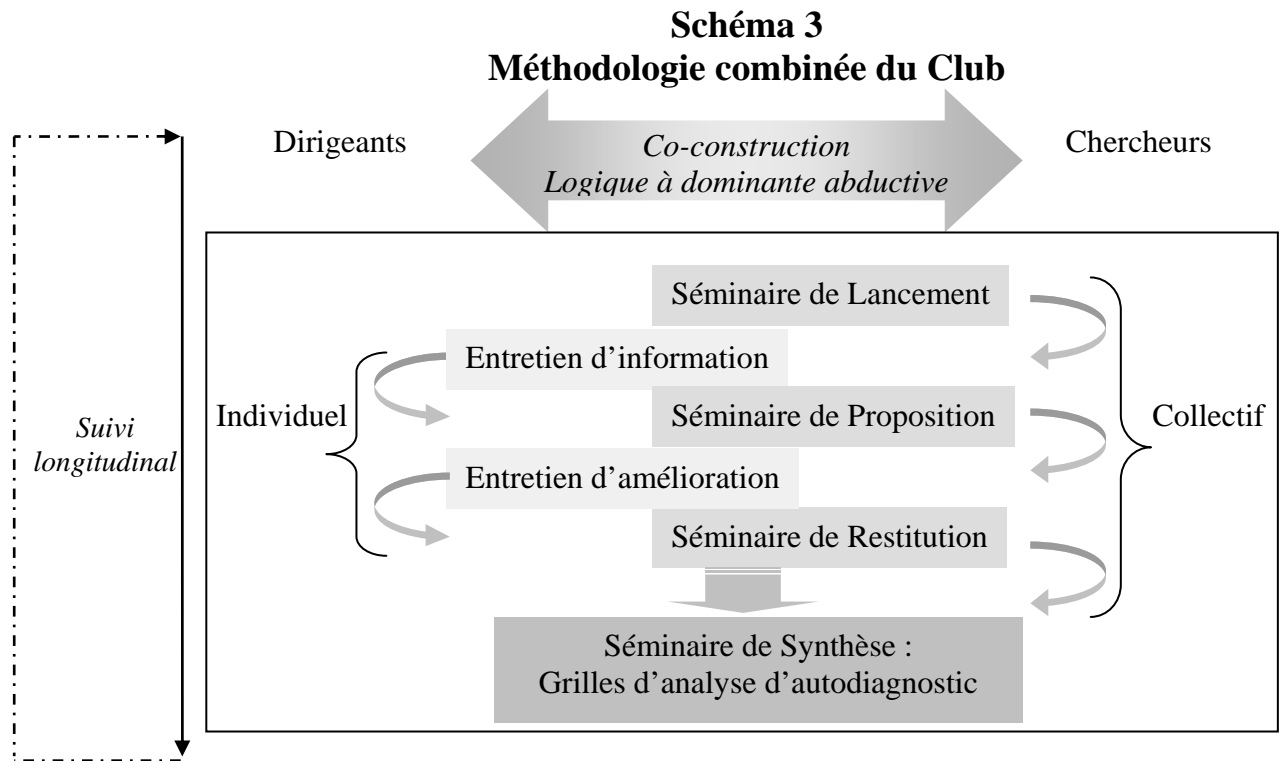 Schéma 3
Méthodologie combinée du Club
Dirigeants
Co-construction
Logique à dominante abductive
Chercheurs
Séminaire de Lancement
Entretien d’information
Individuel
Séminaire de Proposition
Collectif
Suivi
longitudinal
Entretien d’amélioration
Séminaire de Restitution
Séminaire de Synthèse :
Grilles d’analyse d’autodiagnostic